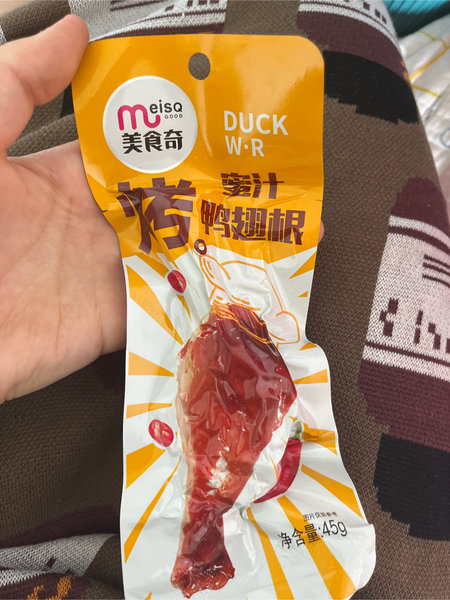 meisq
GOOD
美食奇
DUCK
W·R
烤
蜜汁
鸭翅根
图片仅供参考
净含量:45g